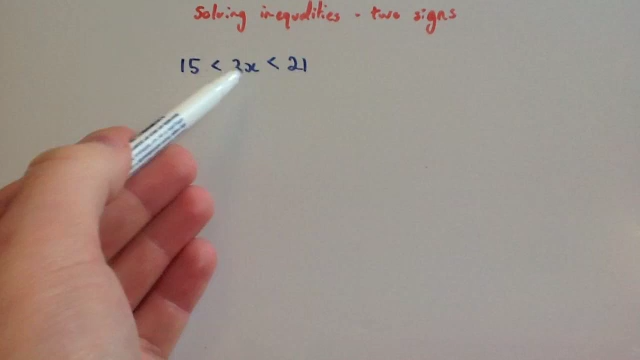 Solving inequalities - two signs
15 < 3x < 21